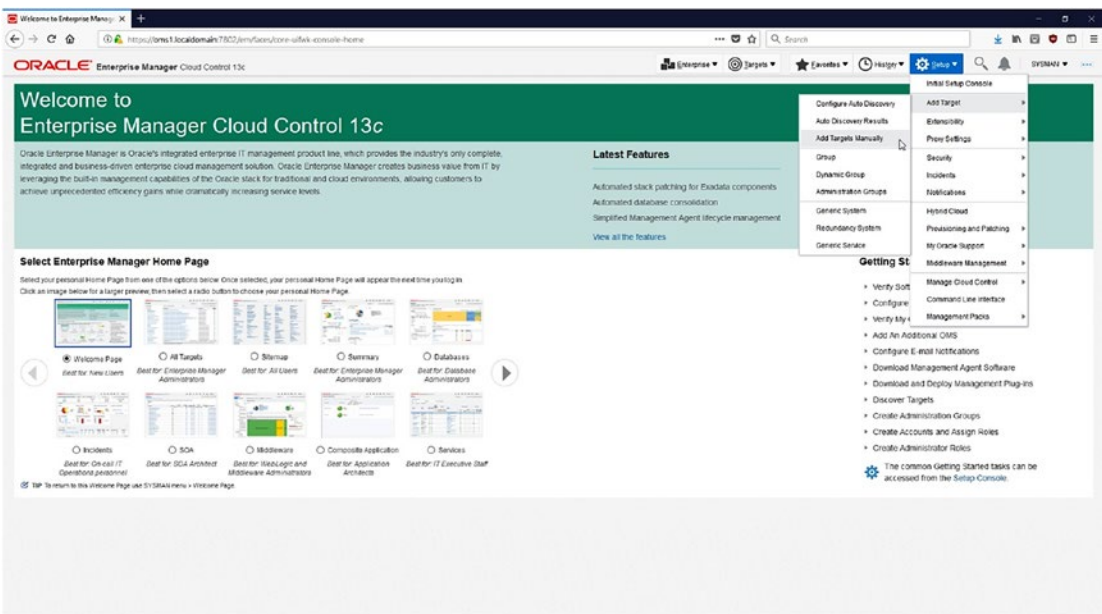 Welcome to Enterprise Manag
https://oms1.localdomain:7802/em/faces/core-uifwk-console-home
Search
ORACLE Enterprise Manager Cloud Control 13c
Enterprise
Targets
Favorites
History
Setup
SYSMAN
Welcome to
Enterprise Manager Cloud Control 13c
Oracle Enterprise Manager is Oracle's integrated enterprise IT management product line, which provides the industry's only complete,
integrated and business-driven enterprise cloud management solution. Oracle Enterprise Manager creates business value from IT by
leveraging the built-in management capabilities of the Oracle stack for traditional and cloud environments, allowing customers to
achieve unprecedented efficiency gains while dramatically increasing service levels.
Latest Features
Automated stack patching for Exadata components
Automated database consolidation
Simplified Management Agent lifecycle management
View all the features
Configure Auto Discovery
Auto Discovery Results
Add Targets Manually
Group
Dynamic Group
Administration Groups
Generic System
Redundancy System
Generic Service
Initial Setup Console
Add Target
Extensibility
Proxy Settings
Security
Incidents
Notifications
Hybrid Cloud
Provisioning and Patching
My Oracle Support
Middleware Management
Manage Cloud Control
Command Line Interface
Management Packs
Select Enterprise Manager Home Page
Select your personal Home Page from one of the options below. Once selected, your personal Home Page will appear the next time you log in.
Click an image below for a larger preview, then select a radio button to choose your personal Home Page.
Welcome Page
Best for: New Users
All Targets
Best for: Enterprise Manager Administrators
Sitemap
Best for: All Users
Summary
Best for: Enterprise Manager Administrators
Databases
Best for: Database Administrators
Incidents
Best for: On-call IT Operations personnel
SOA
Best for: SOA Architect
Middleware
Best for: WebLogic and Middleware Administrators
Composite Application
Best for: Application Architects
Services
Best for: IT Executive Staff
TIP To return to this Welcome Page use SYSMAN menu > Welcome Page.
Getting St
Verify Soft
Configure
Verify My
Add An Additional OMS
Configure E-mail Notifications
Download Management Agent Software
Download and Deploy Management Plug-ins
Discover Targets
Create Administration Groups
Create Accounts and Assign Roles
Create Administrator Roles
The common Getting Started tasks can be
accessed from the Setup Console.